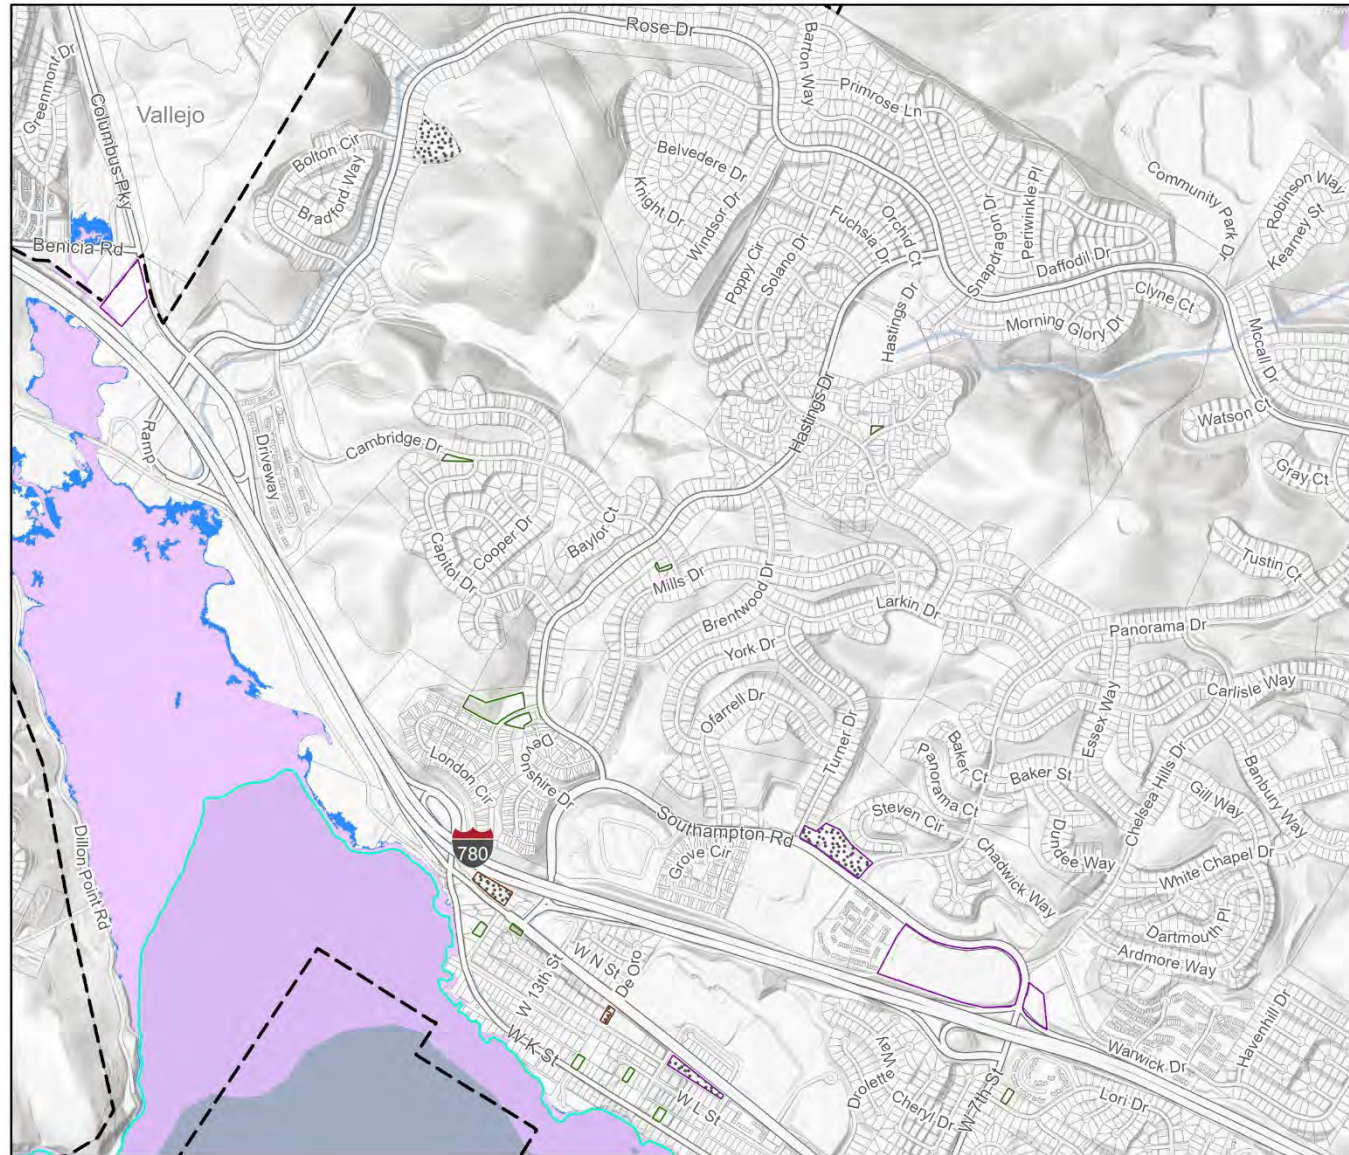 Rose Dr
Barton Way
Greenmont Dr
Columbus Pky
Vallejo
Primrose Ln
Bolton Cir
Belvedere Dr
Bradford Way
Knight Dr
Windsor Dr
Community Park Dr
Robinson Way
Kearney St
Periwinkle Pl
Snapdragon Dr
Orchid Ct
Fuchsia Dr
Solano Dr
Poppy Cir
Benicia Rd
Daffodil Dr
Clyne Ct
Hastings Dr
Morning Glory Dr
Mccall Dr
Watson Ct
Ramp
Driveway
Cambridge Dr
Hastings Dr
Gray Ct
Capitol Dr
Cooper Dr
Baylor Ct
Tustin Ct
Mills Dr
Brentwood Dr
Larkin Dr
Panorama Dr
York Dr
Carlisle Way
Essex Way
Ofarrell Dr
Turner Dr
Baker Ct
Panorama Ct
Baker St
London Cir
Devonshire Dr
Chelsea Hills Dr
Gill Way
Banbury Way
Steven Cir
Southampton Rd
Dundee Way
780
Grove Cir
Chadwick Way
White Chapel Dr
Dillon Point Rd
Dartmouth Pl
Ardmore Way
W N St
De Oro
W 13th St
W K St
Havenhill Dr
Warwick Dr
Drolette Way
W L St
Cheryl Dr
W 7th St
Lori Dr